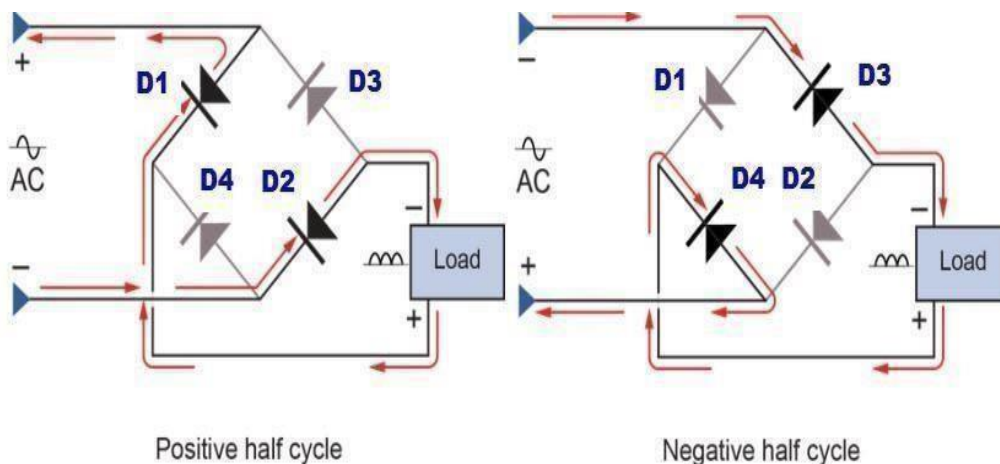 +
D1
D3
AC
D4 D2
−
−
Load
+
Positive half cycle
−
D1
D3
AC
D4 D2
+
−
Load
+
Negative half cycle